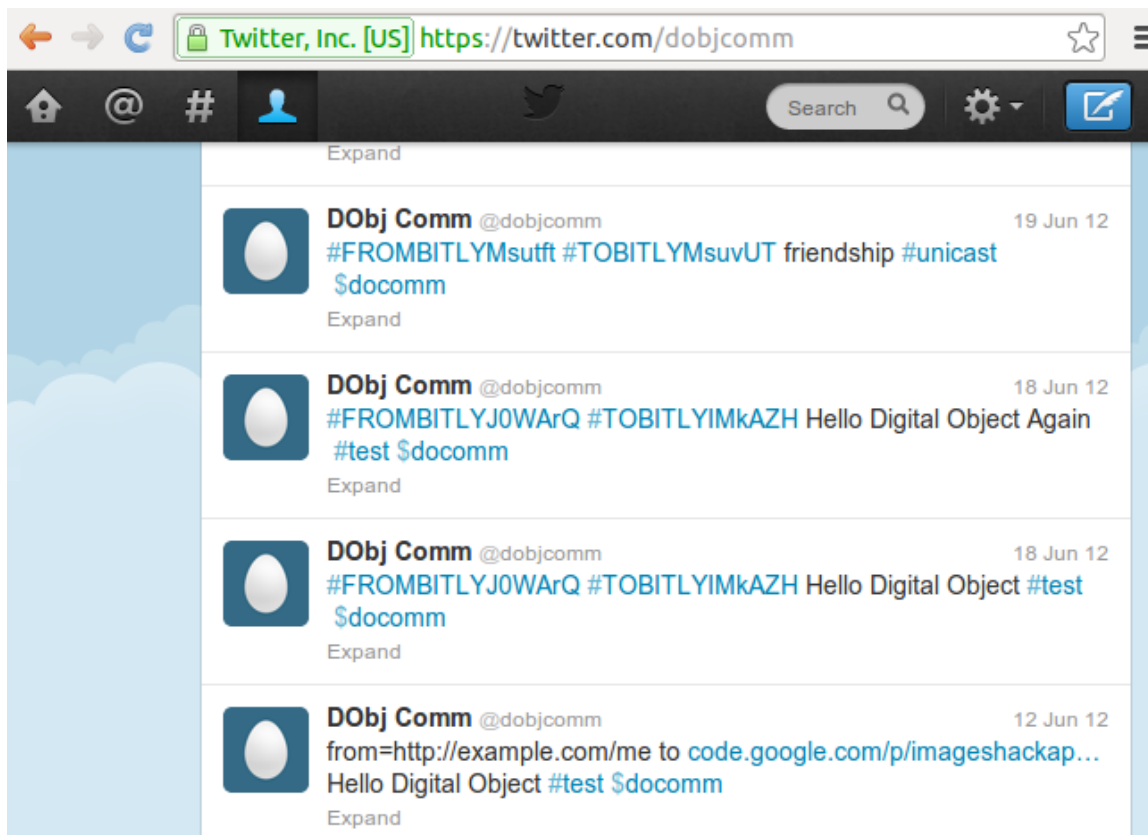 Twitter, Inc. [US] https://twitter.com/dobjcomm
@ # Search
Expand
DObj Comm @dobjcomm 19 Jun 12
#FROMBITLYMsutft #TOBITLYMsuvUT friendship #unicast
$docomm
Expand
DObj Comm @dobjcomm 18 Jun 12
#FROMBITLYJ0WArQ #TOBITLYIMkAZH Hello Digital Object Again
#test $docomm
Expand
DObj Comm @dobjcomm 18 Jun 12
#FROMBITLYJ0WArQ #TOBITLYIMkAZH Hello Digital Object #test
$docomm
Expand
DObj Comm @dobjcomm 12 Jun 12
from=http://example.com/me to code.google.com/p/imageshackap…
Hello Digital Object #test $docomm
Expand